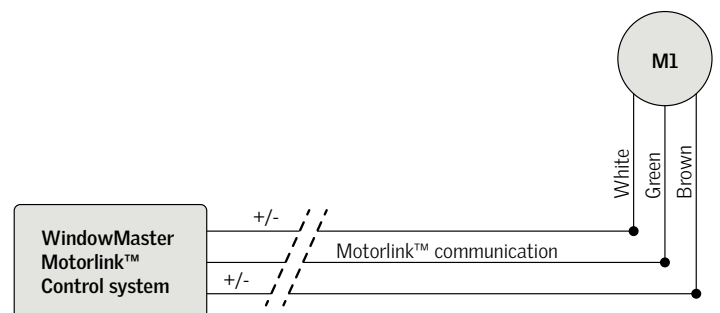 M1
White
Green
Brown
+/-
WindowMaster
Motorlink™
Control system
Motorlink™ communication
+/-